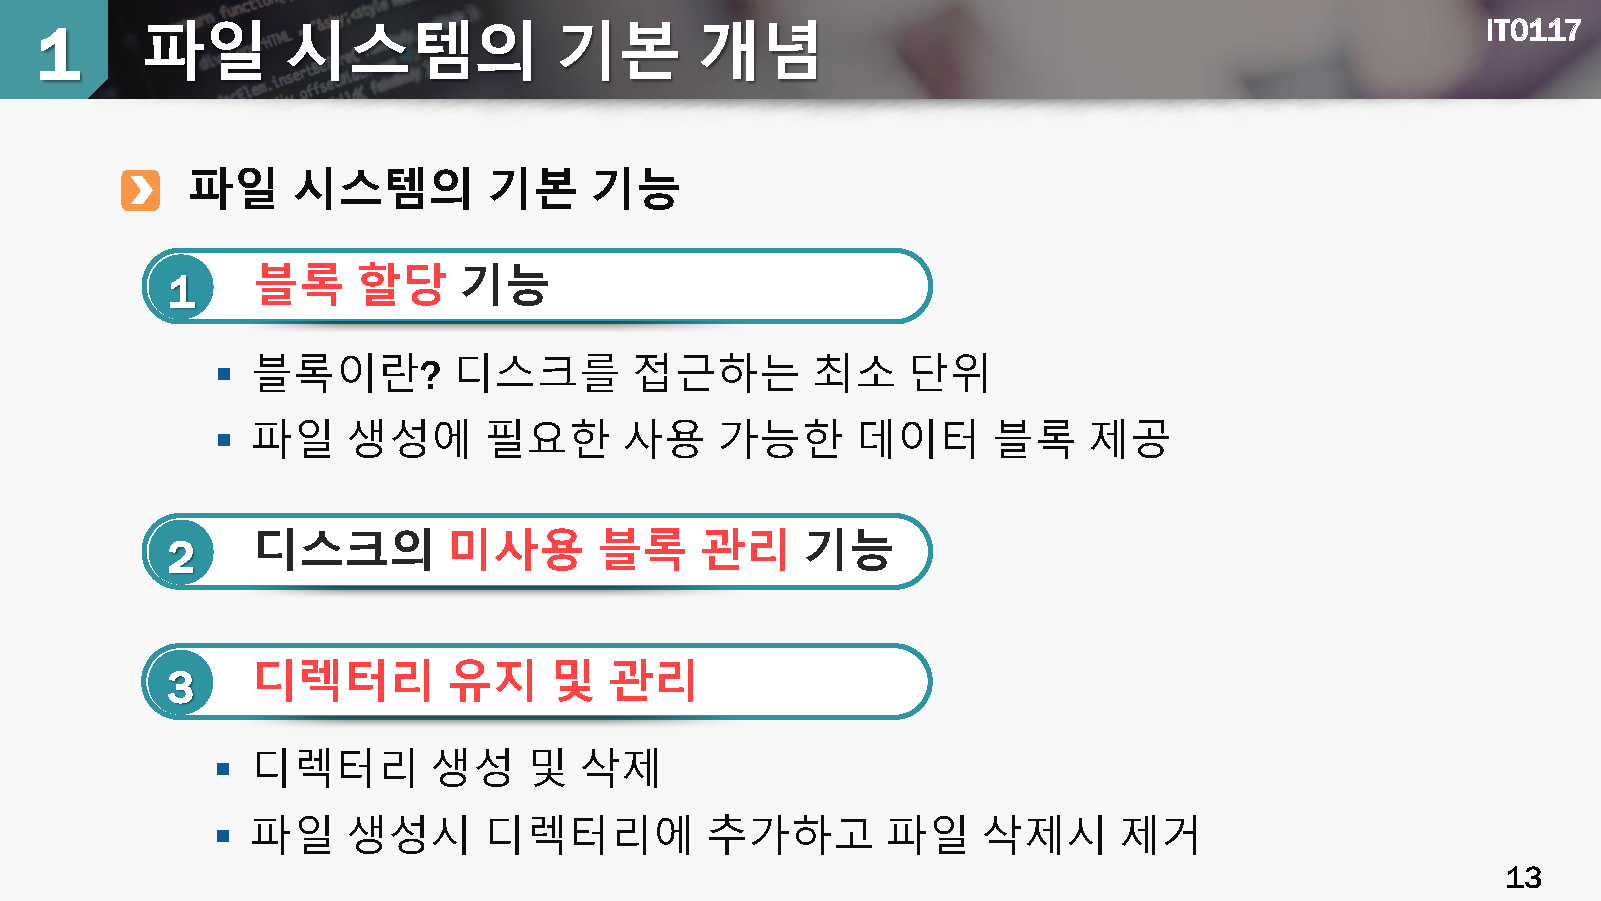 1 파일 시스템의 기본 개념
IT0117
파일 시스템의 기본 기능
1 블록 할당 기능
▪ 블록이란? 디스크를 접근하는 최소 단위
▪ 파일 생성에 필요한 사용 가능한 데이터 블록 제공
2 디스크의 미사용 블록 관리 기능
3 디렉터리 유지 및 관리
▪ 디렉터리 생성 및 삭제
▪ 파일 생성시 디렉터리에 추가하고 파일 삭제시 제거
13